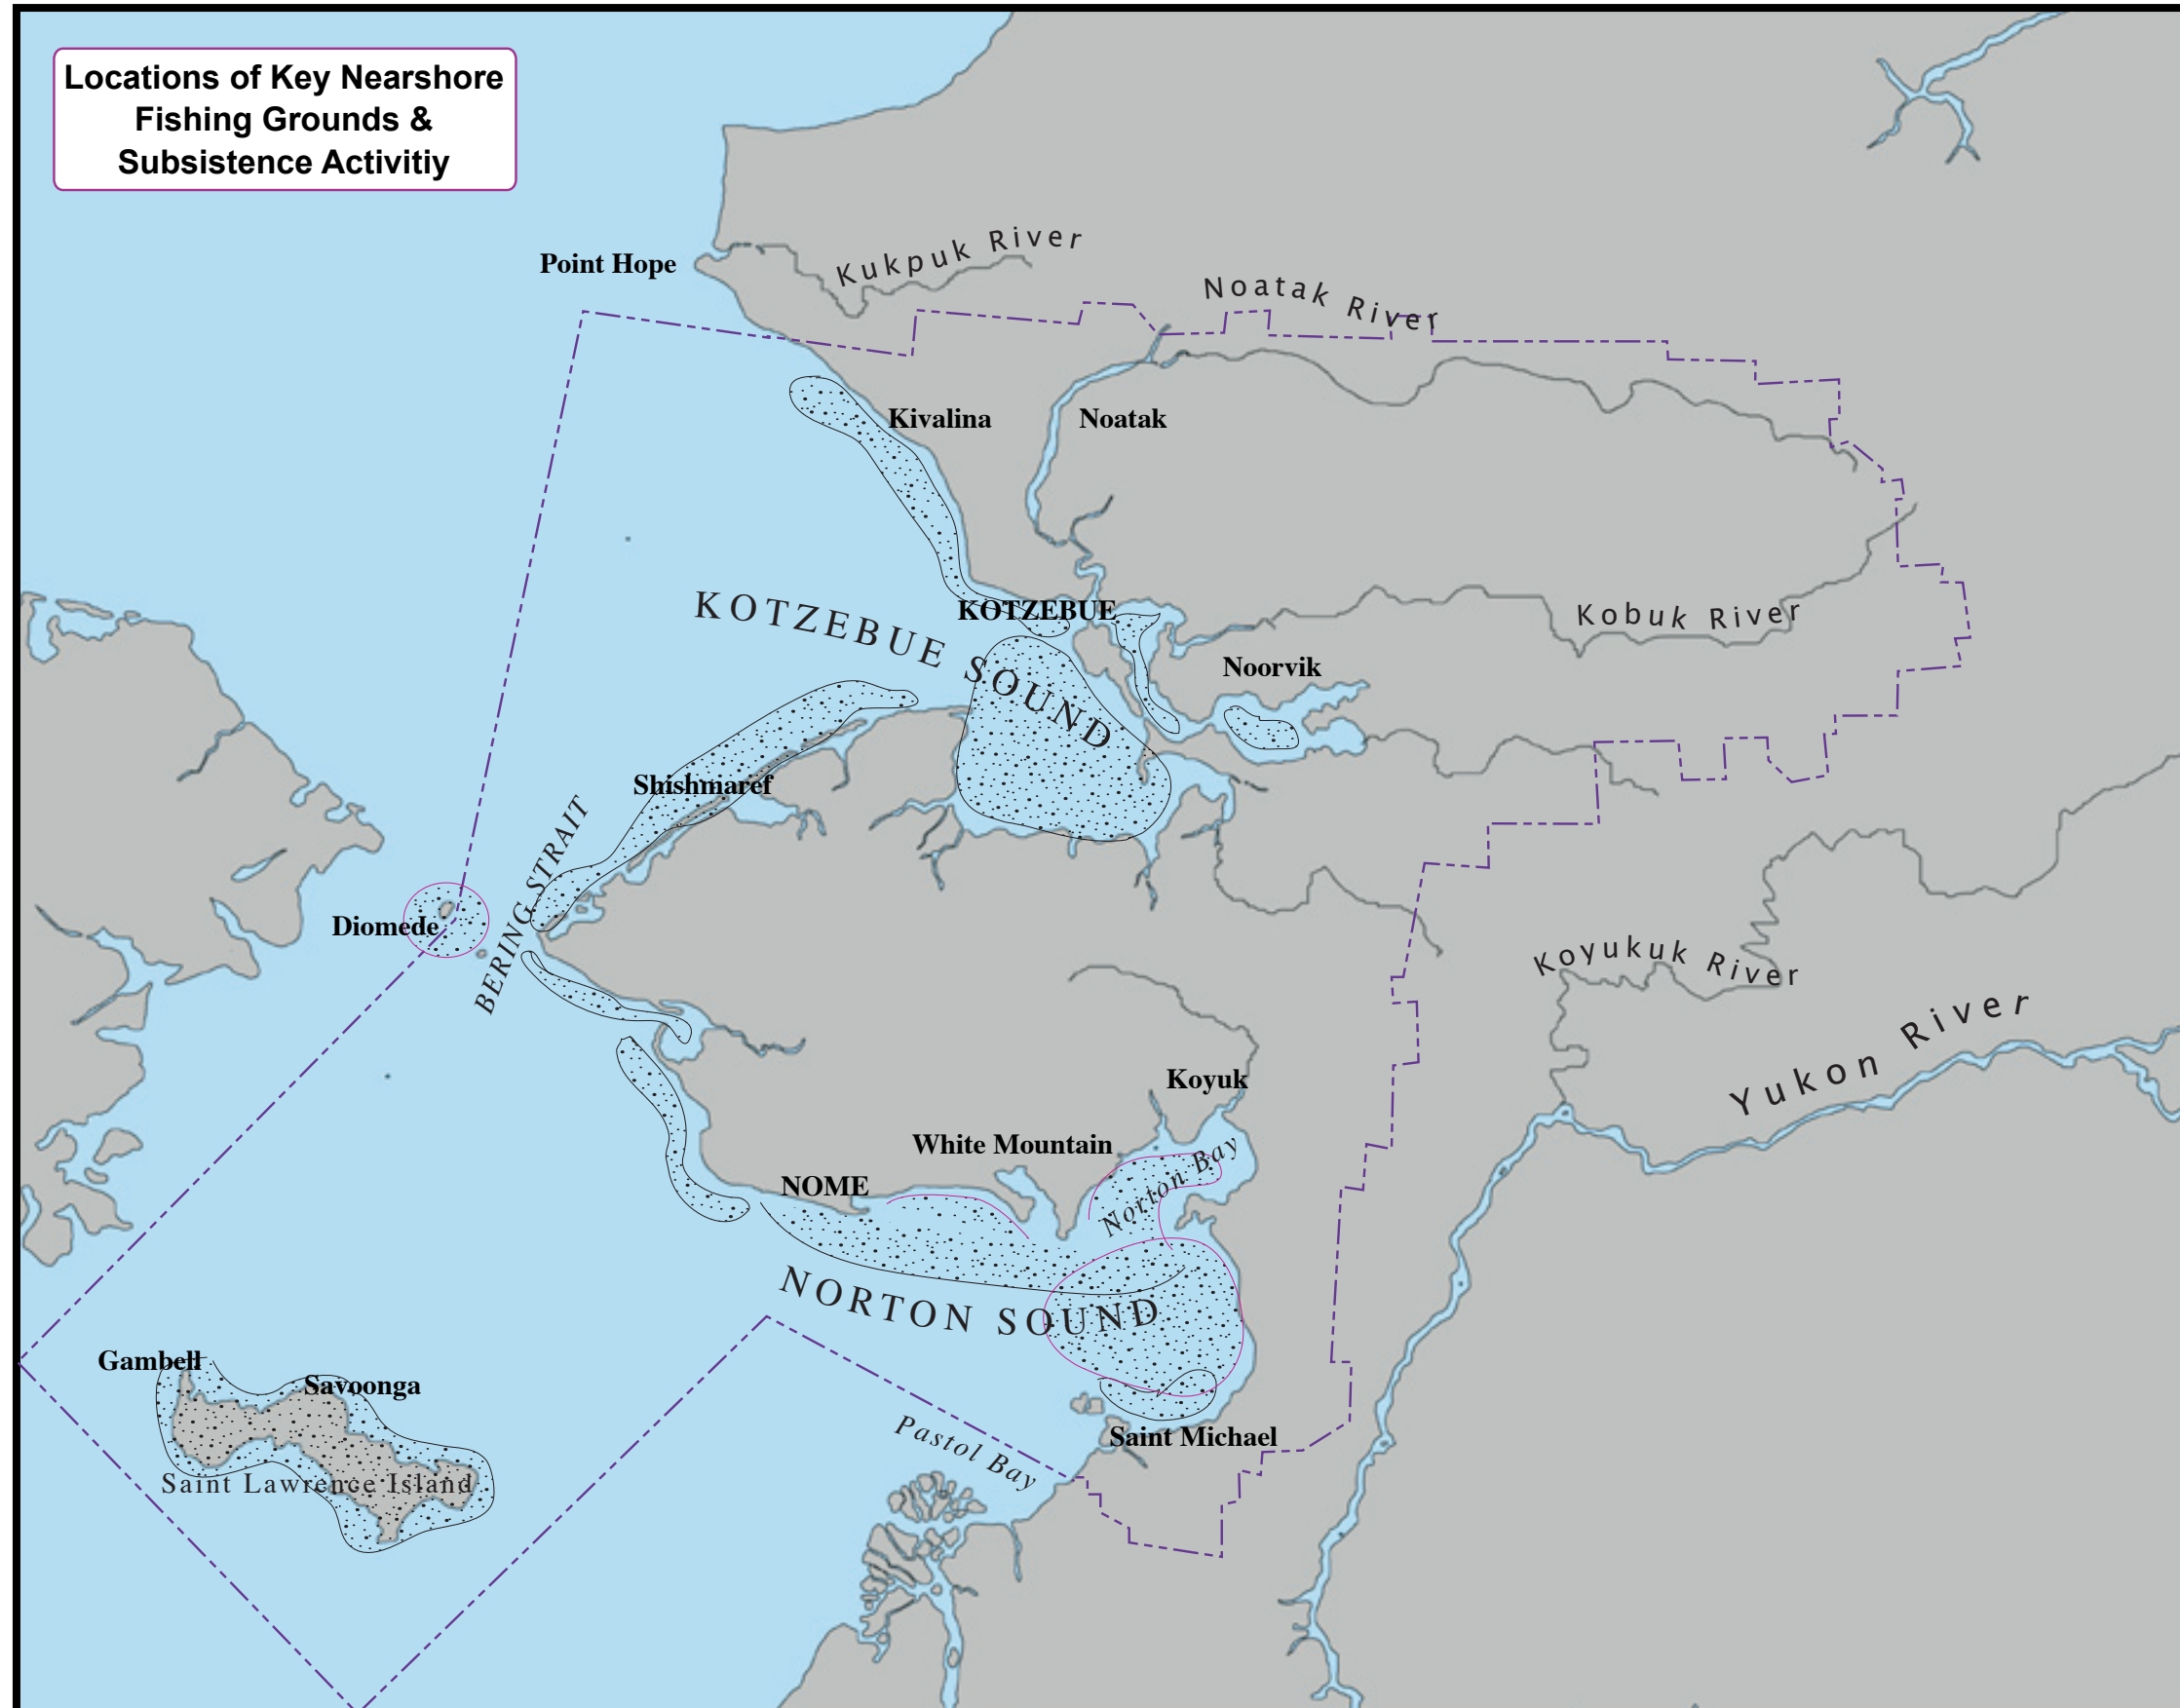 Locations of Key Nearshore
Fishing Grounds &
Subsistence Activitiy
Point Hope
Kukpuk River
Noatak River
Kivalina
Noatak
KOTZEBUE SOUND
KOTZEBUE
Kobuk River
Noorvik
Shishmaref
BERING STRAIT
Diomede
Koyukuk River
Yukon River
Koyuk
White Mountain
Norton Bay
NOME
NORTON SOUND
Gambell
Savoonga
Saint Lawrence Island
Pastol Bay
Saint Michael